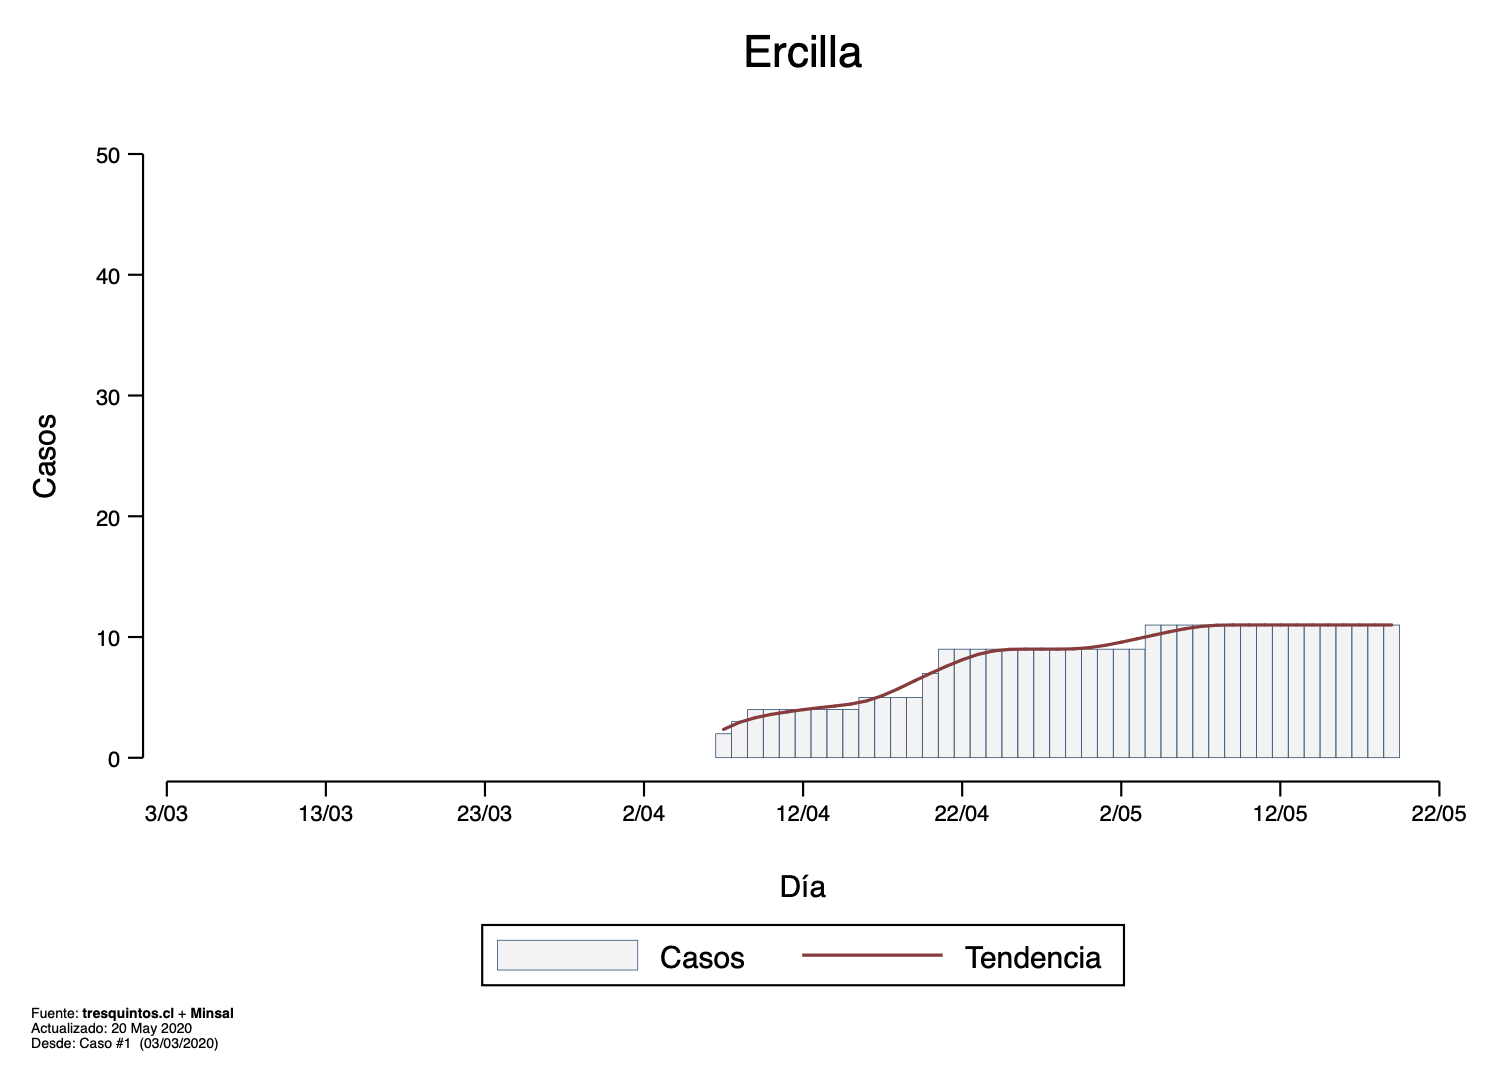 Ercilla
50
40
30
20
10
0
Casos
3/03 13/03 23/03 2/04 12/04 22/04 2/05 12/05 22/05
Día
Casos Tendencia
Fuente: tresquintos.cl + Minsal
Actualizado: 20 May 2020
Desde: Caso #1 (03/03/2020)